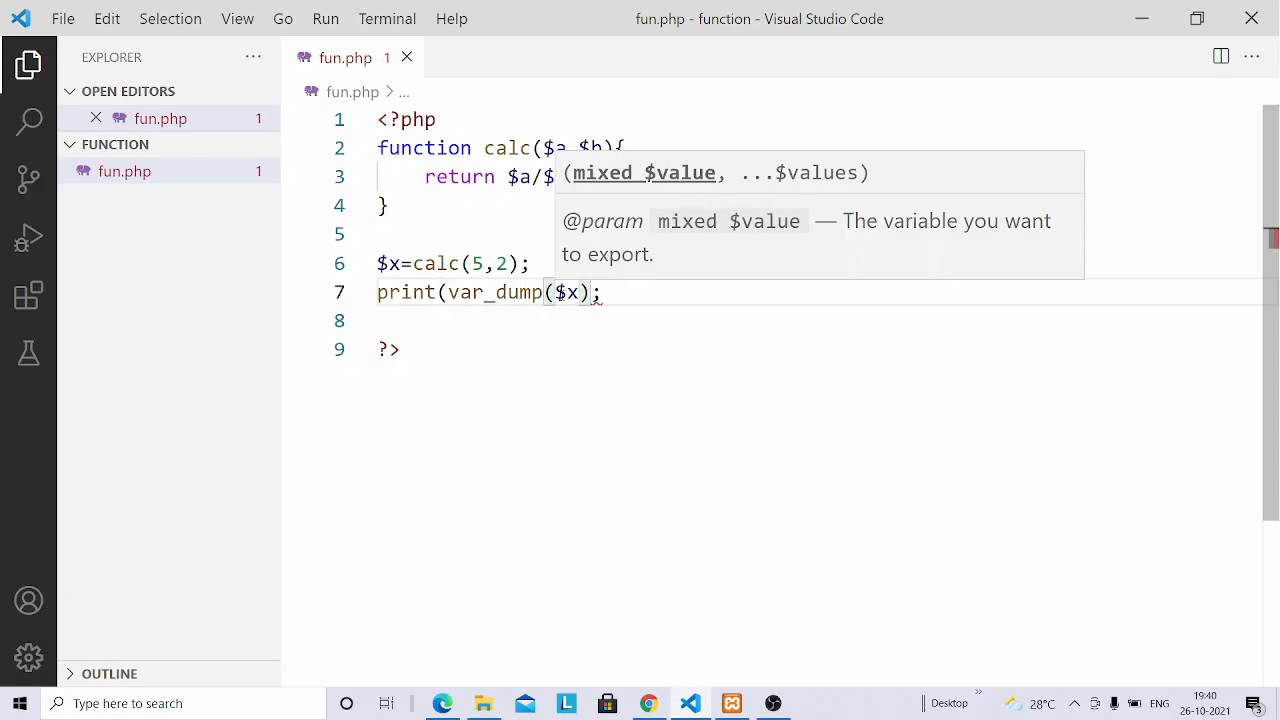 File Edit Selection View Go Run Terminal Help
fun.php - function - Visual Studio Code
EXPLORER
OPEN EDITORS
fun.php 1
FUNCTION
fun.php 1
OUTLINE
fun.php 1
fun.php > ...
1 <?php
2 function calc($a,$b){
3 return $a/$
4 }
5
6 $x=calc(5,2);
7 print(var_dump($x);
8
9 ?>
(mixed $value, ...$values)
@param mixed $value — The variable you want
to export.
Type here to search
L
Desktop
28°C
ENG
19:40
26-10-2021
3